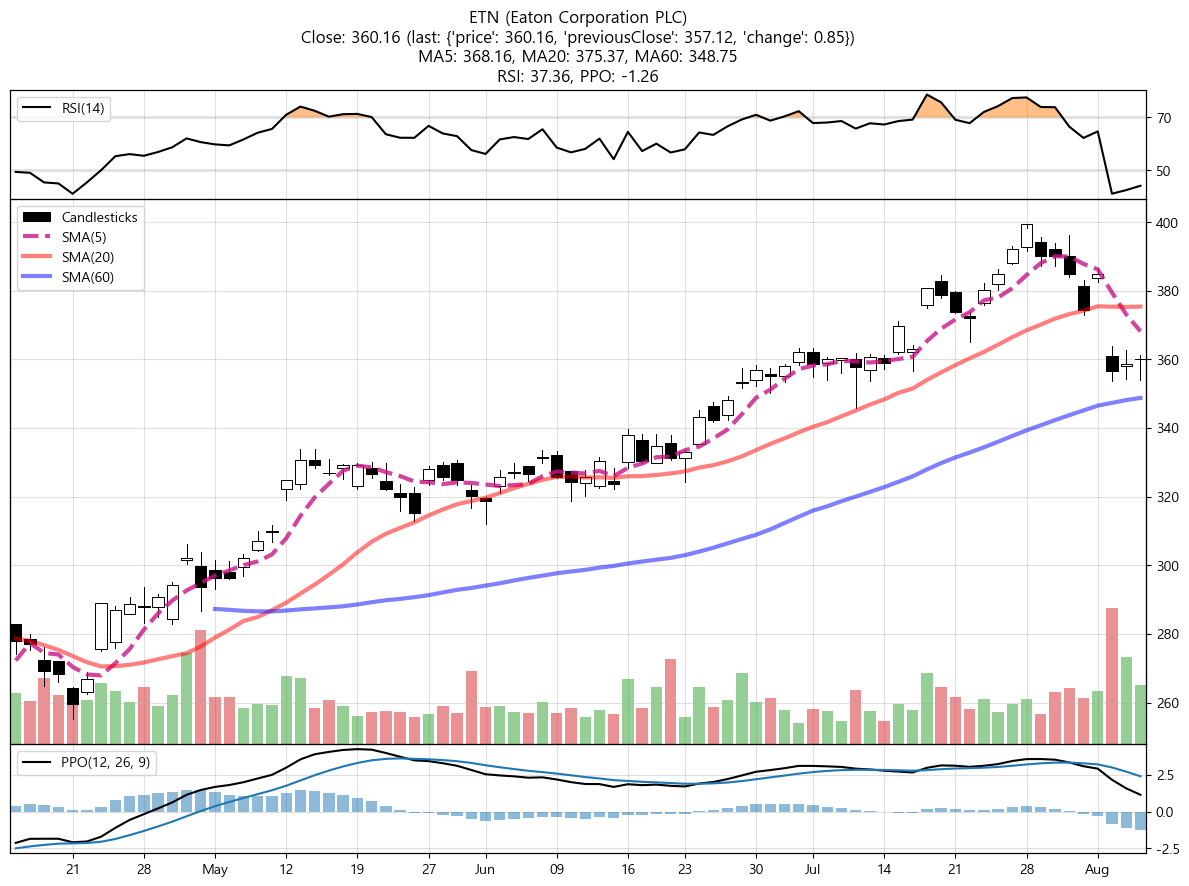 ETN (Eaton Corporation PLC)
Close: 360.16 (last: {'price': 360.16, 'previousClose': 357.12, 'change': 0.85})
MA5: 368.16, MA20: 375.37, MA60: 348.75
RSI: 37.36, PPO: -1.26
RSI(14)
70
50
Candlesticks
SMA(5)
SMA(20)
SMA(60)
400
380
360
340
320
300
280
260
PPO(12, 26, 9)
2.5
0.0
-2.5
21 28 May 12 19 27 Jun 09 16 23 30 Jul 14 21 28 Aug